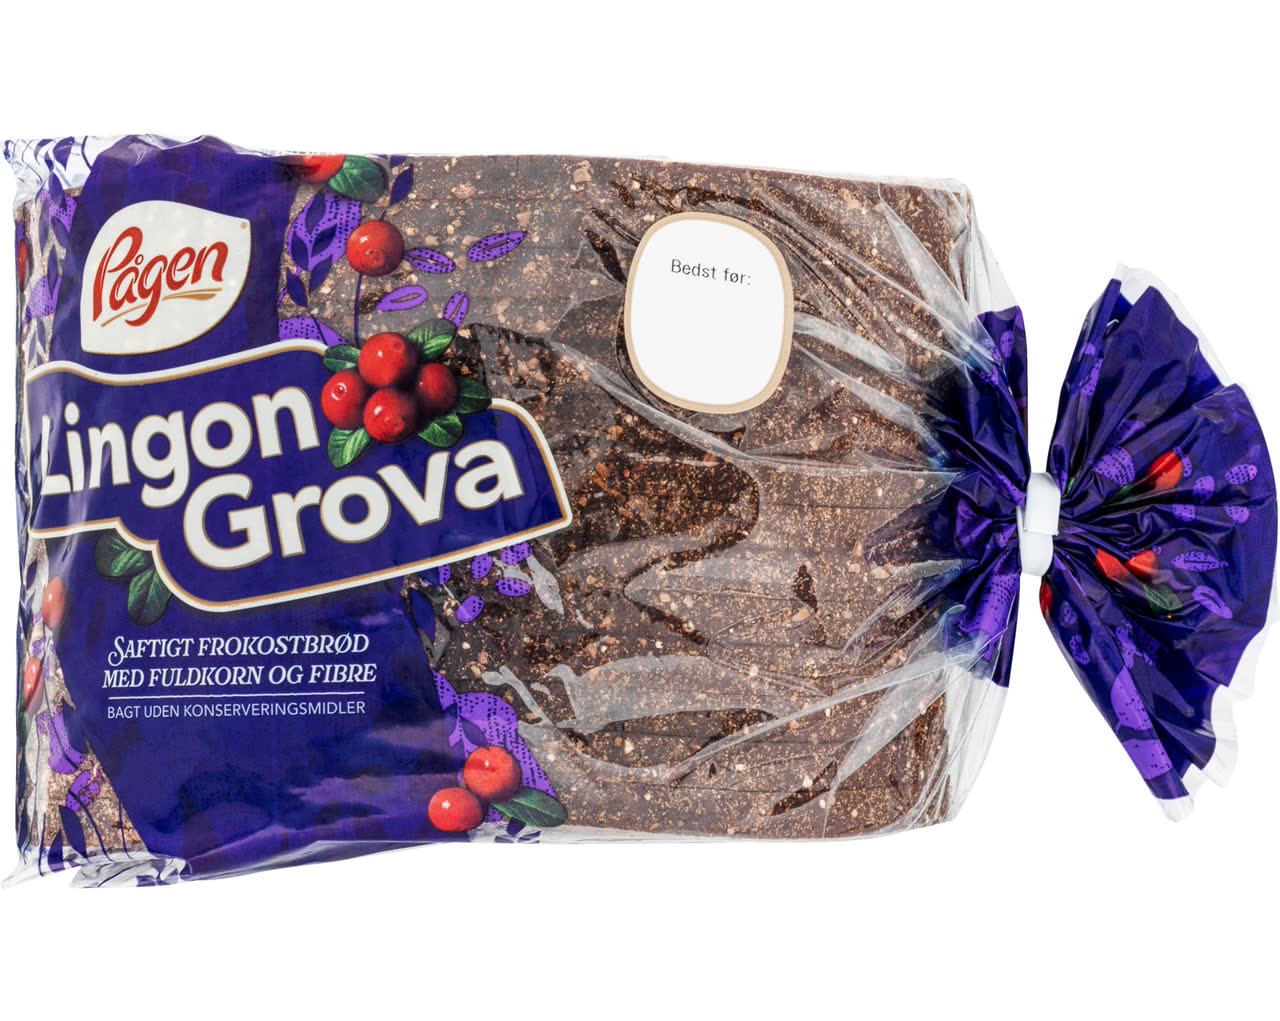 Pågen
Lingon
Grova
SAFTIGT FROKOSTBRØD
MED FULDKORN OG FIBRE
BAGT UDEN KONSERVERINGSMIDLER
Bedst før: